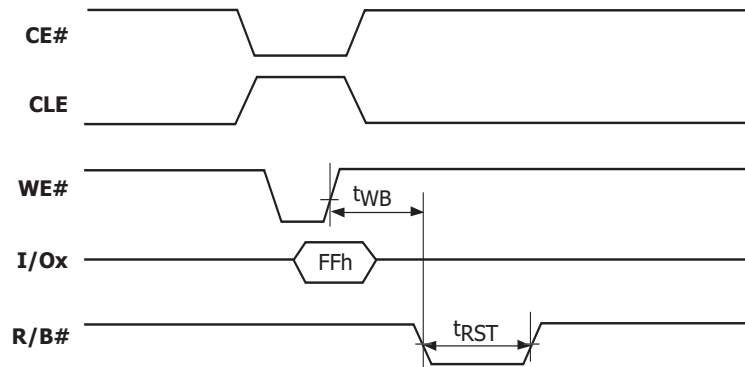 CE#
CLE
WE#
tWB
I/Ox
FFh
R/B#
tRST